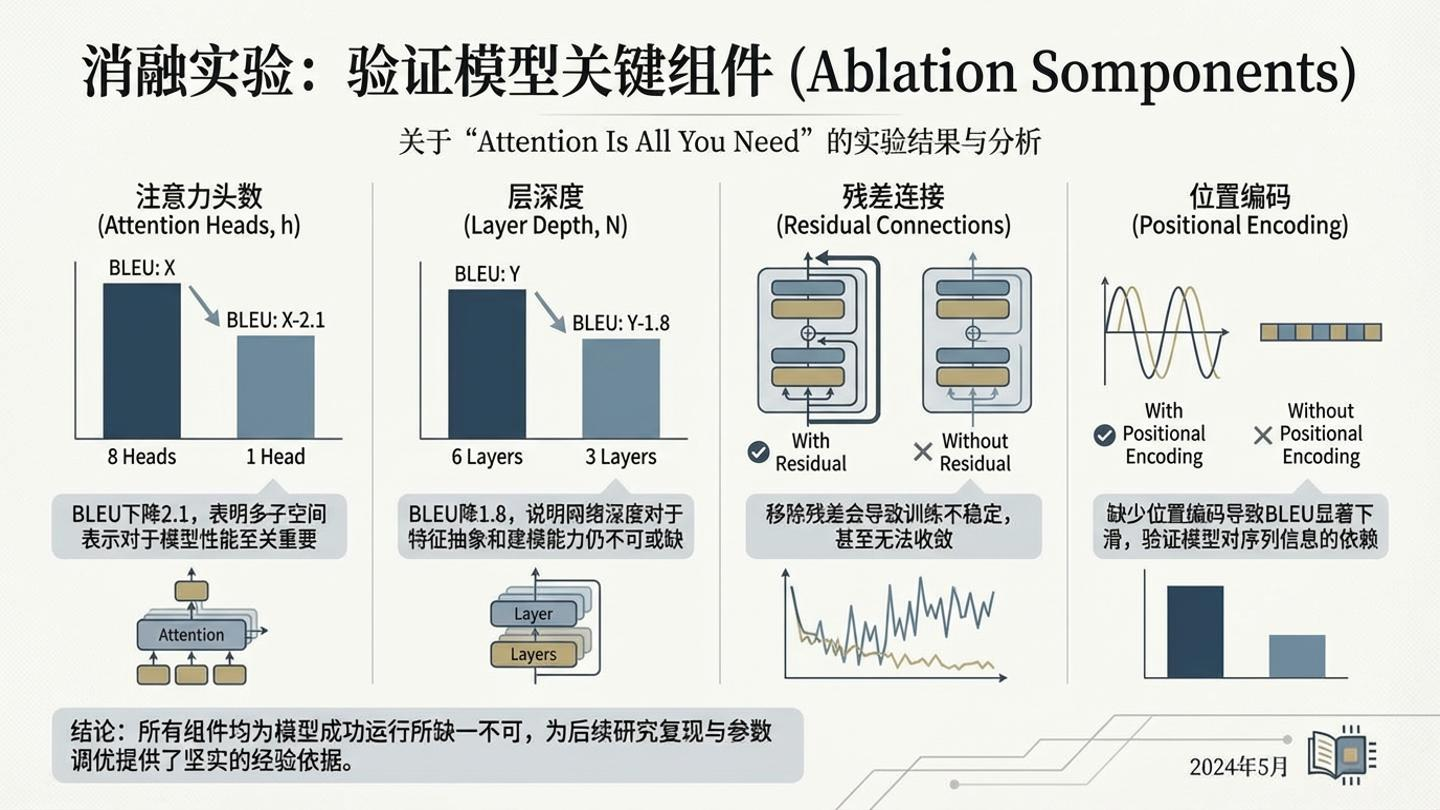 消融实验：验证模型关键组件 (Ablation Somponents)
关于“Attention Is All You Need”的实验结果与分析
注意力头数
(Attention Heads, h)
BLEU: X
BLEU: X-2.1
8 Heads
1 Head
BLEU下降2.1，表明多子空间
表示对于模型性能至关重要
Attention
层深度
(Layer Depth, N)
BLEU: Y
BLEU: Y-1.8
6 Layers
3 Layers
BLEU降1.8，说明网络深度对于
特征抽象和建模能力仍不可或缺
Layer
Layers
残差连接
(Residual Connections)
With
Residual
Without
Residual
移除残差会导致训练不稳定，
甚至无法收敛
位置编码
(Positional Encoding)
With
Positional
Encoding
Without
Positional
Encoding
缺少位置编码导致BLEU显著下
滑，验证模型对序列信息的依赖
结论：所有组件均为模型成功运行所缺一不可，为后续研究复现与参数
调优提供了坚实的经验依据。
2024年5月